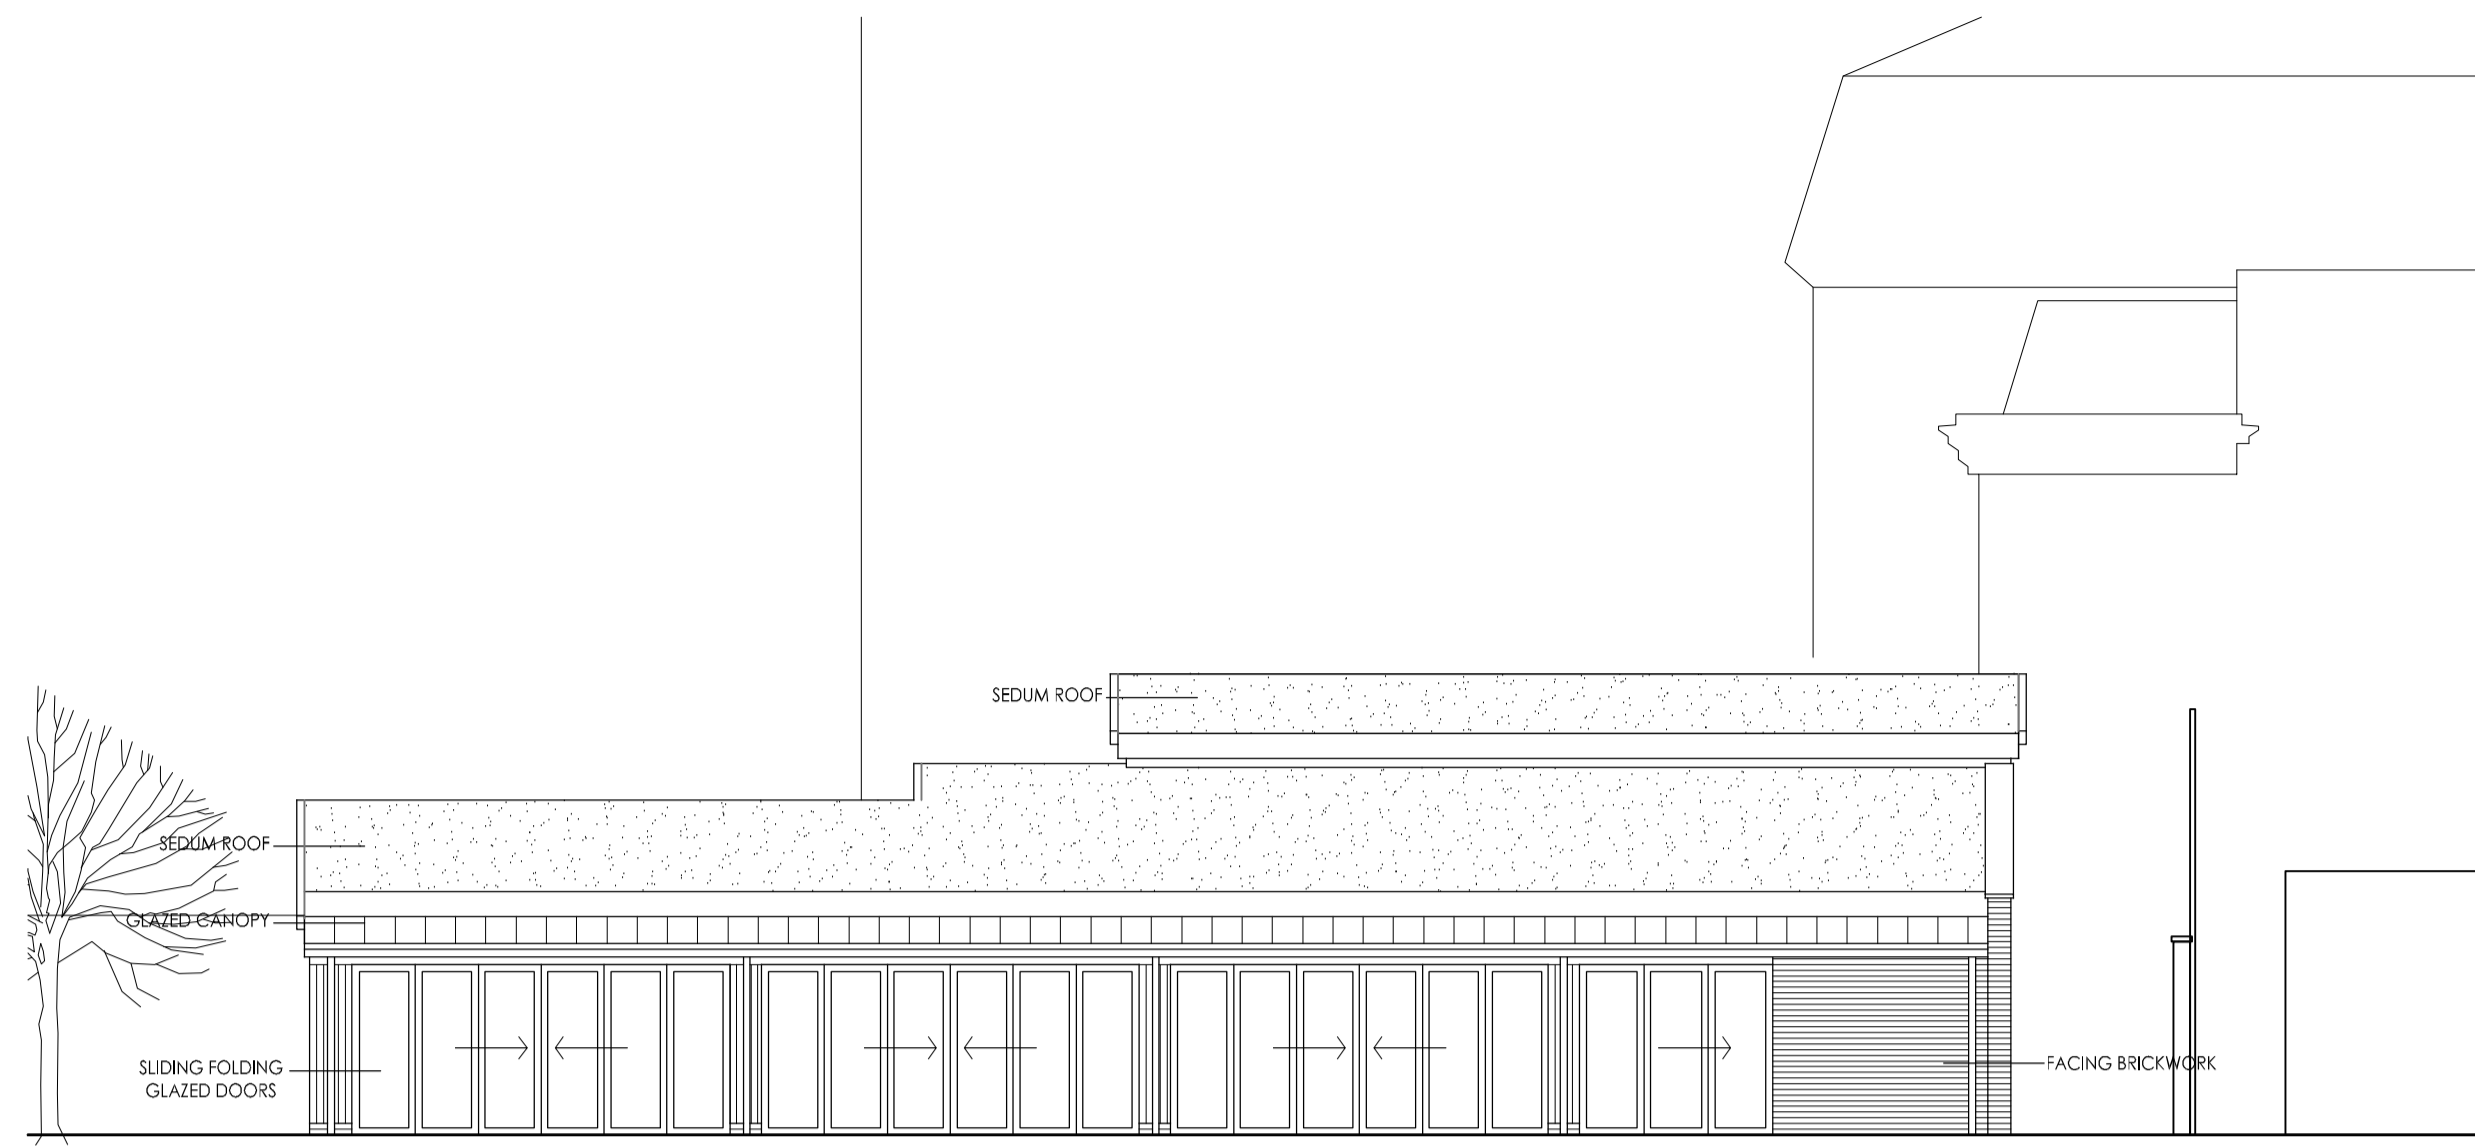 SEDUM ROOF
SEDUM ROOF
GLAZED CANOPY
SLIDING FOLDING
GLAZED DOORS
FACING BRICKWORK